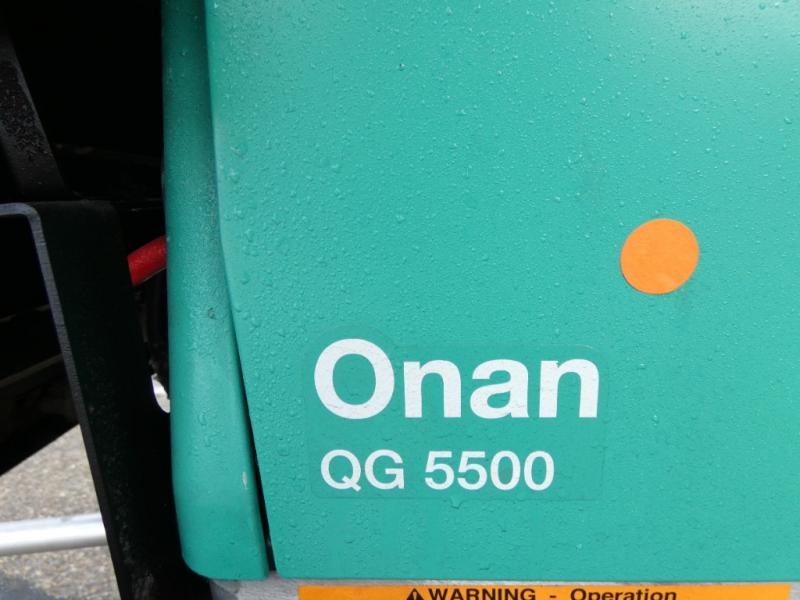 Onan
QG 5500
WARNING - Operation